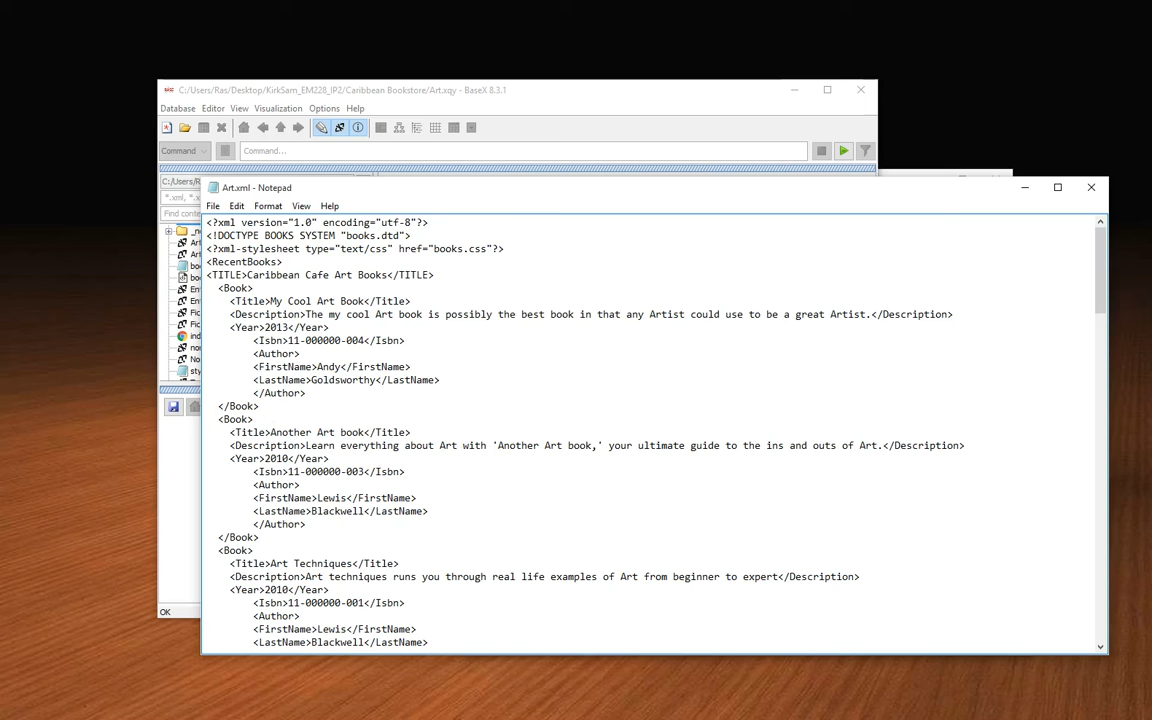 C:/Users/Ras/Desktop/KirkSam_EM228_IP2/Caribbean Bookstore/Art.xqy - BaseX 8.3.1
Database Editor View Visualization Options Help
Command Command...
C:/Users/R
*.xml, *.x
Find conte
Art.xml - Notepad
File Edit Format View Help
<?xml version="1.0" encoding="utf-8"?>
<!DOCTYPE BOOKS SYSTEM "books.dtd">
<?xml-stylesheet type="text/css" href="books.css"?>
<RecentBooks>
<TITLE>Caribbean Cafe Art Books</TITLE>
<Book>
<Title>My Cool Art Book</Title>
<Description>The my cool Art book is possibly the best book in that any Artist could use to be a great Artist.</Description>
<Year>2013</Year>
<Isbn>11-000000-004</Isbn>
<Author>
<FirstName>Andy</FirstName>
<LastName>Goldsworthy</LastName>
</Author>
</Book>
<Book>
<Title>Another Art book</Title>
<Description>Learn everything about Art with 'Another Art book,' your ultimate guide to the ins and outs of Art.</Description>
<Year>2010</Year>
<Isbn>11-000000-003</Isbn>
<Author>
<FirstName>Lewis</FirstName>
<LastName>Blackwell</LastName>
</Author>
</Book>
<Book>
<Title>Art Techniques</Title>
<Description>Art techniques runs you through real life examples of Art from beginner to expert</Description>
<Year>2010</Year>
<Isbn>11-000000-001</Isbn>
<Author>
<FirstName>Lewis</FirstName>
<LastName>Blackwell</LastName>
OK